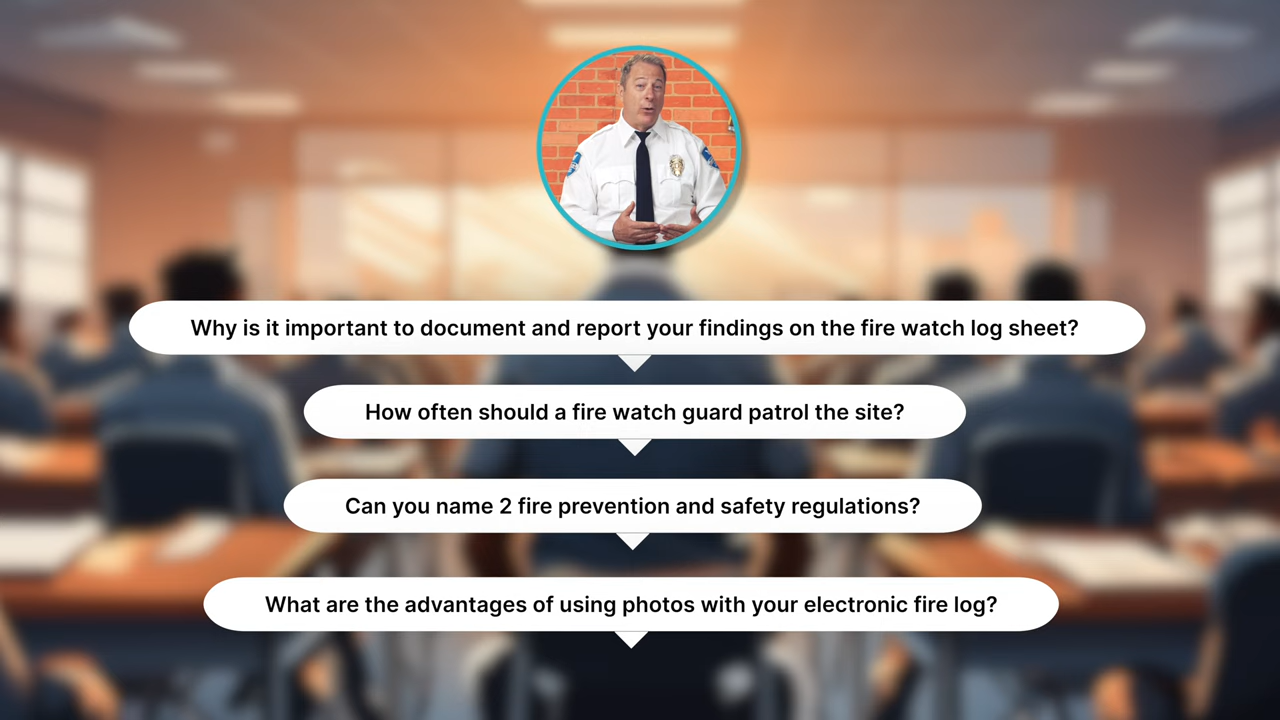 Why is it important to document and report your findings on the fire watch log sheet?
How often should a fire watch guard patrol the site?
Can you name 2 fire prevention and safety regulations?
What are the advantages of using photos with your electronic fire log?